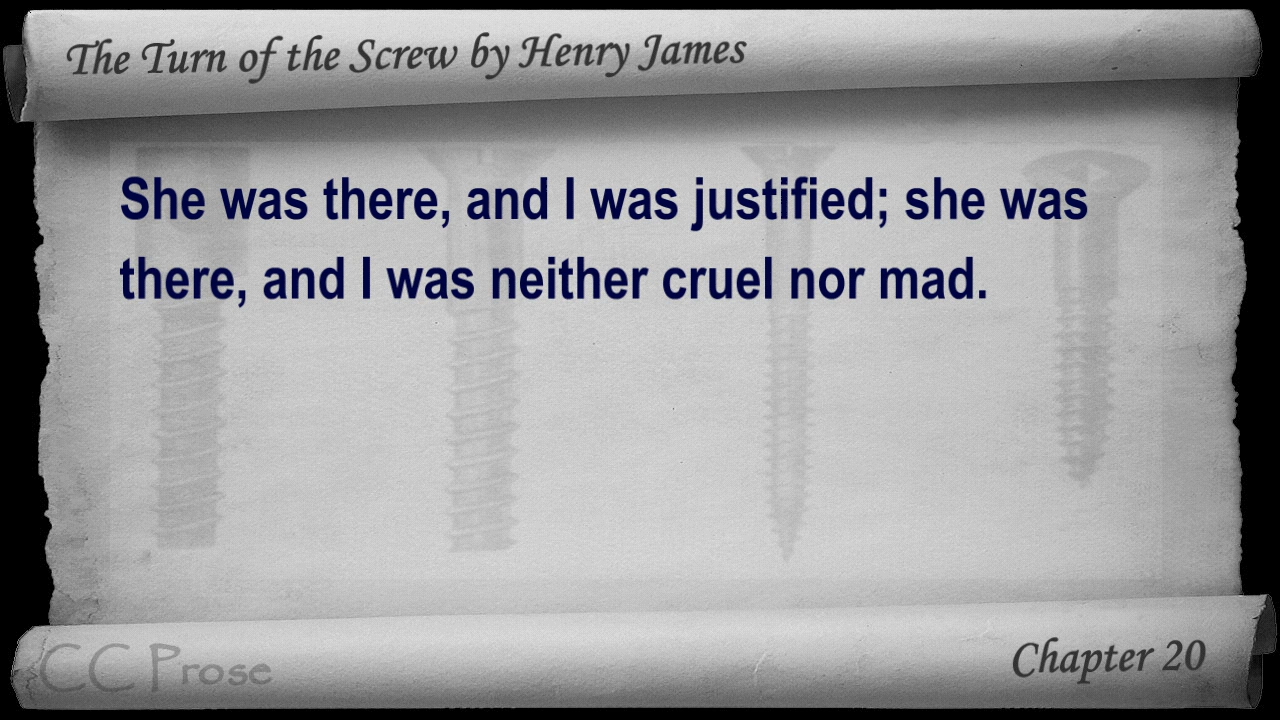 The Turn of the Screw by Henry James
She was there, and I was justified; she was
there, and I was neither cruel nor mad.
CC Prose
Chapter 20